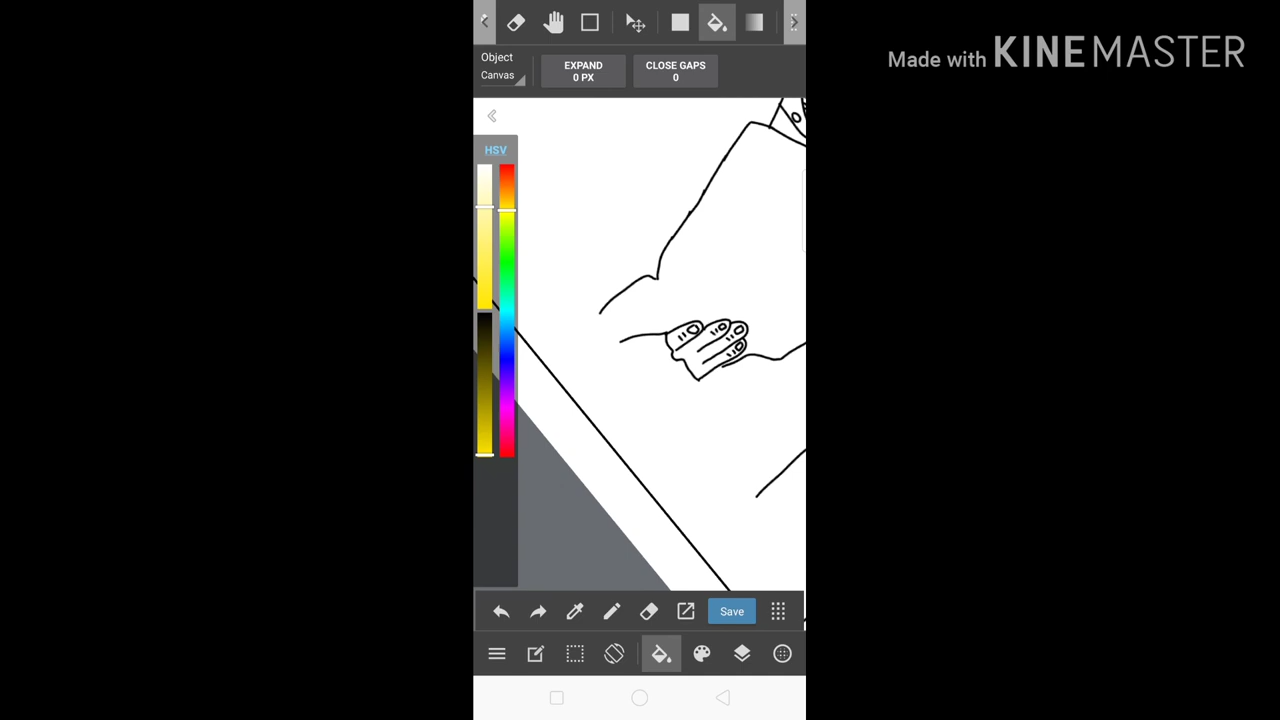 Made with KINEMASTER
Object
Canvas
EXPAND
0 PX
CLOSE GAPS
0
HSV
Save